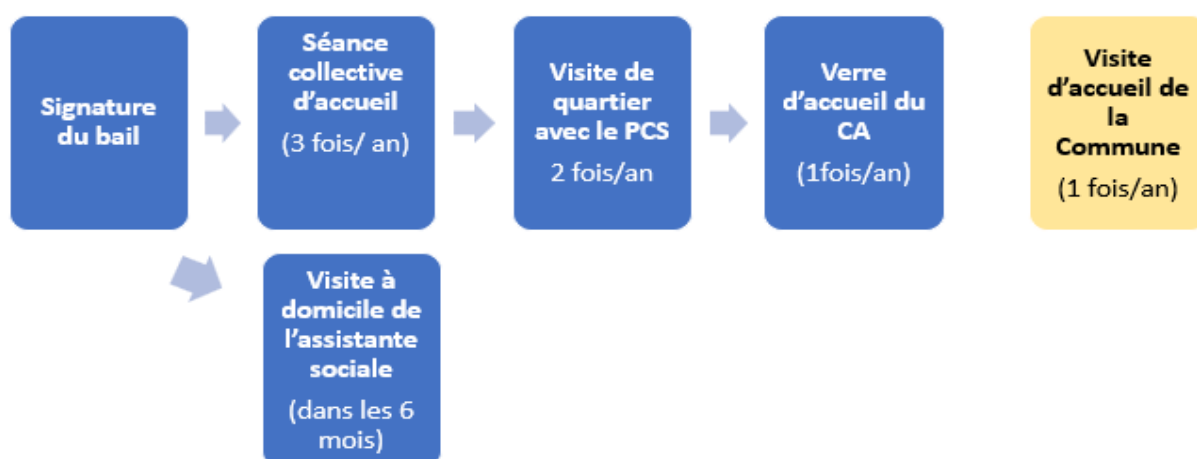 Signature
du bail
Séance
collective
d'accueil
(3 fois/ an)
Visite de
quartier
avec le PCS
2 fois/an
Verre
d'accueil du
CA
(1fois/an)
Visite
d'accueil de
la
Commune
(1 fois/an)
Visite à
domicile de
l'assistante
sociale
(dans les 6
mois)